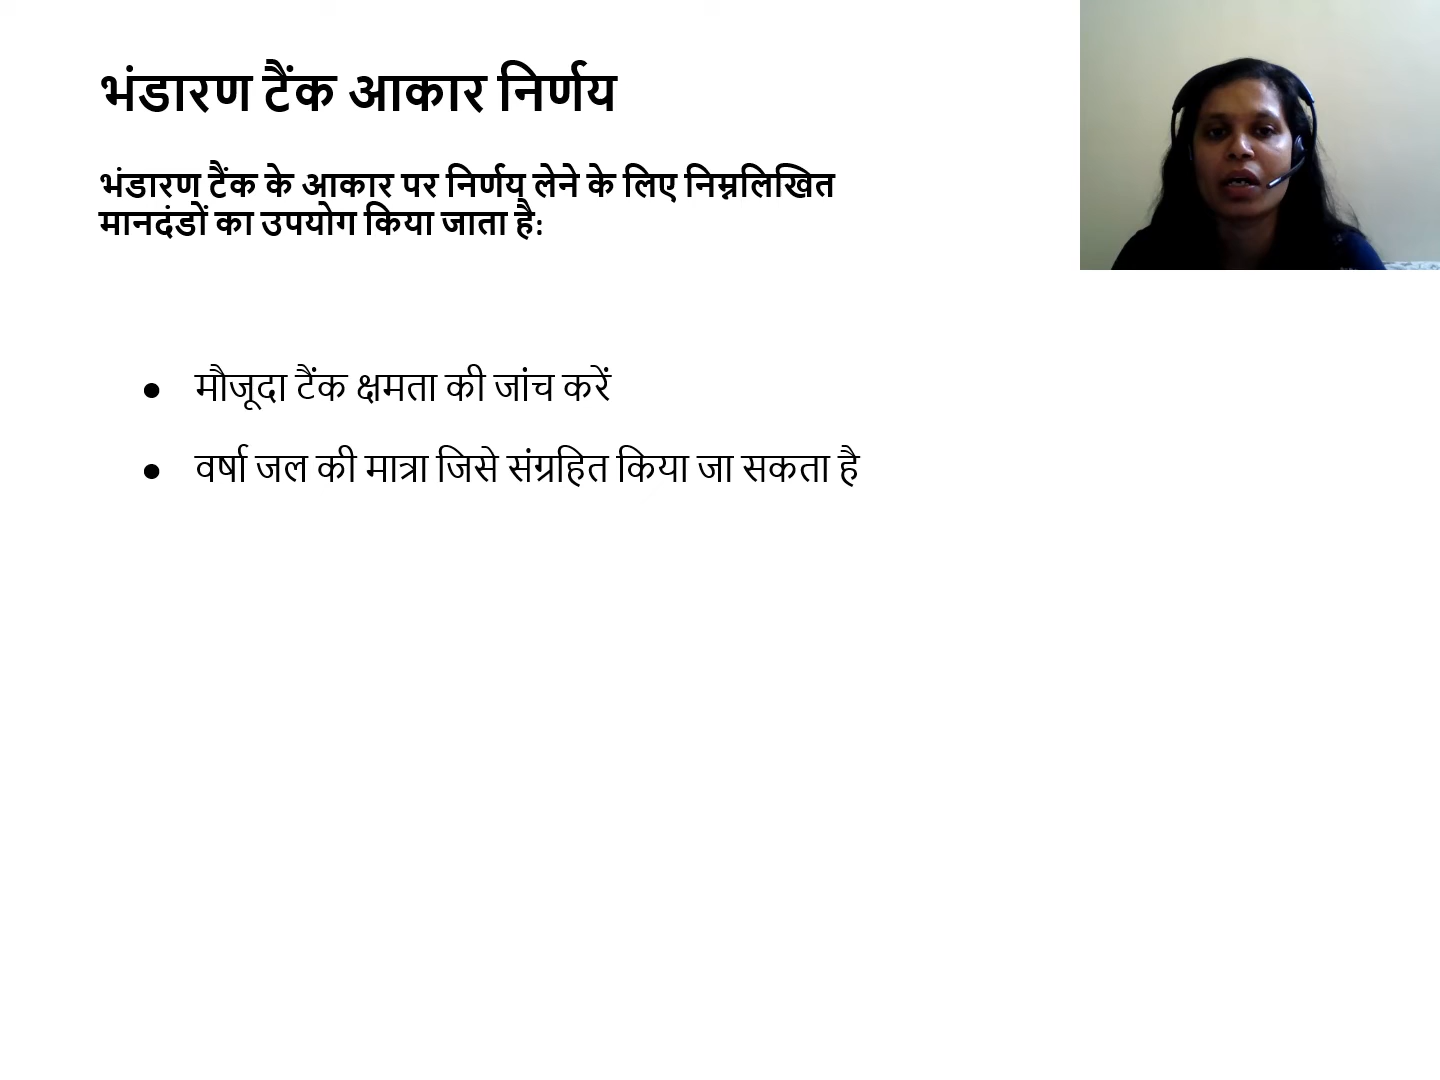 भंडारण टैंक आकार निर्णय
भंडारण टैंक के आकार पर निर्णय लेने के लिए निम्नलिखित
मानदंडों का उपयोग किया जाता है:
● मौजूदा टैंक क्षमता की जांच करें
● वर्षा जल की मात्रा जिसे संग्रहित किया जा सकता है